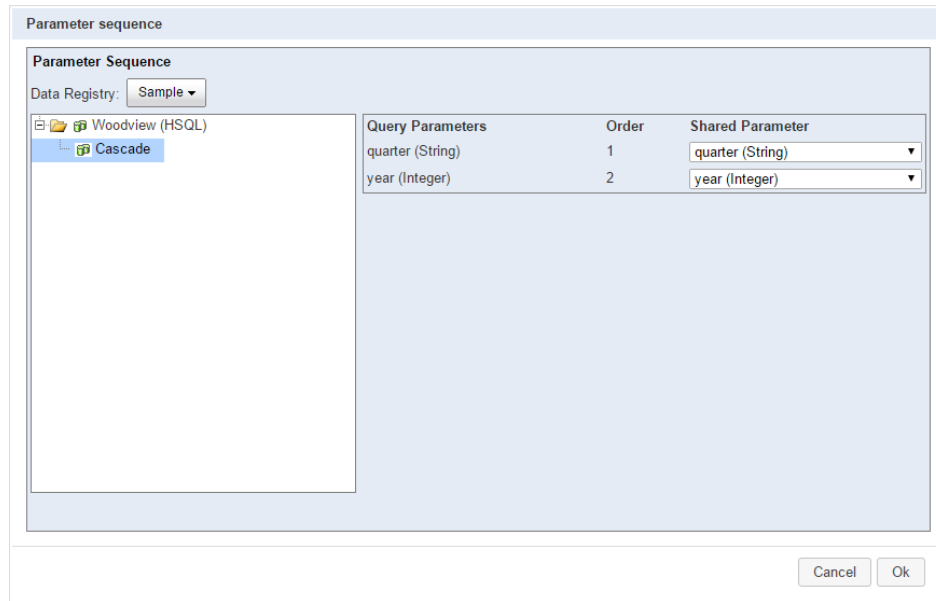 Parameter sequence
Parameter Sequence
Data Registry: Sample
Woodview (HSQL)
Cascade
Query Parameters Order Shared Parameter
quarter (String) 1 quarter (String)
year (Integer) 2 year (Integer)
Cancel Ok